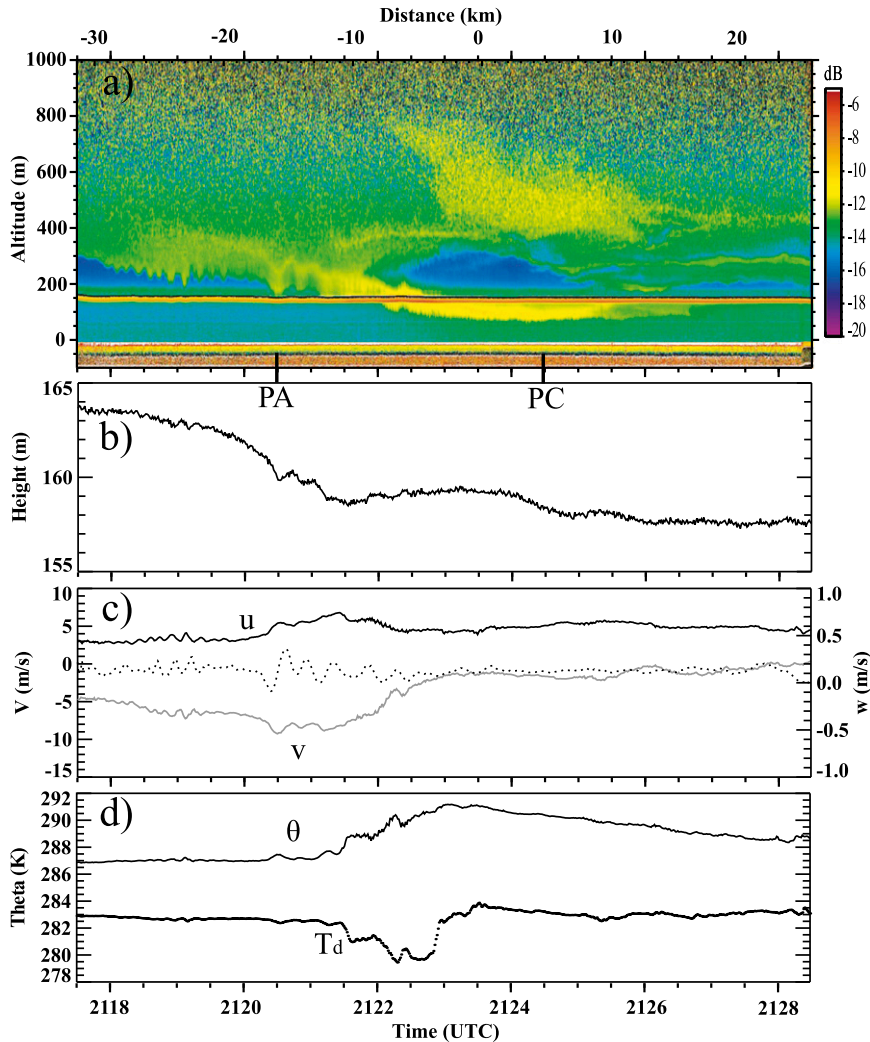 Distance (km)
-30 -20 -10 0 10 20
a)
dB
1000
800
600
400
200
0
Altitude (m)
-6
-8
-10
-12
-14
-16
-18
-20
PA PC
b)
165
160
155
Height (m)
c)
10
5
0
-5
-10
-15
V (m/s)
u
v
1.0
0.5
0.0
-0.5
-1.0
w (m/s)
d)
292
290
288
286
284
282
280
278
Theta (K)
θ
Td
2118 2120 2122 2124 2126 2128
Time (UTC)